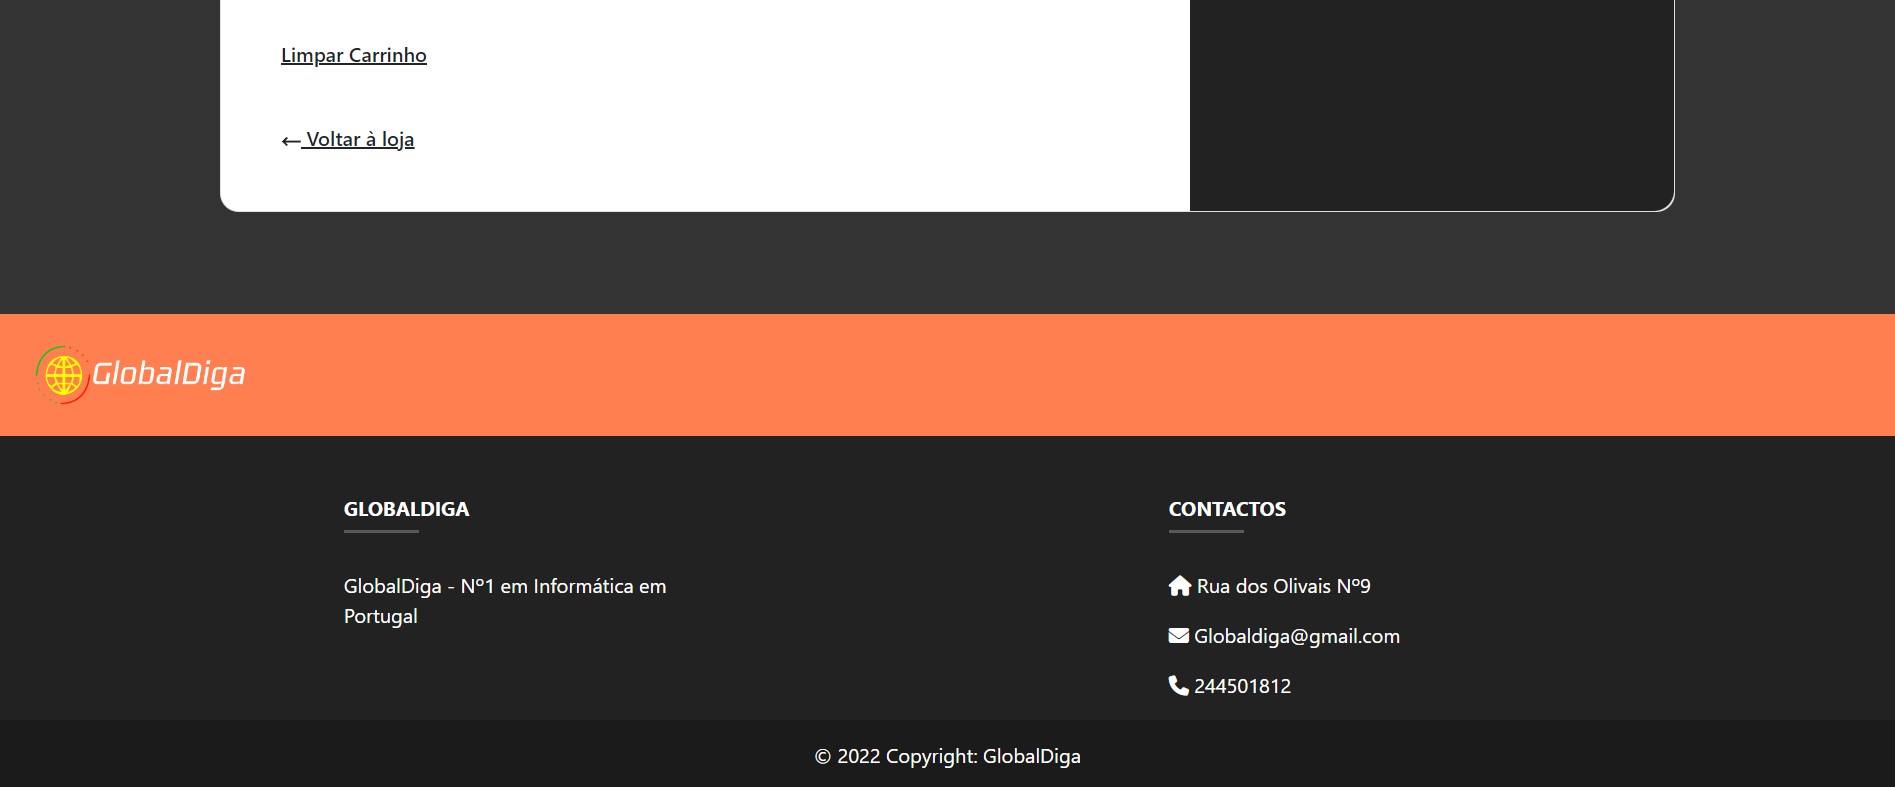 Limpar Carrinho
← Voltar à loja
GlobalDiga
GLOBALDIGA
GlobalDiga - Nº1 em Informática em
Portugal
CONTACTOS
Rua dos Olivais Nº9
Globaldiga@gmail.com
244501812
© 2022 Copyright: GlobalDiga